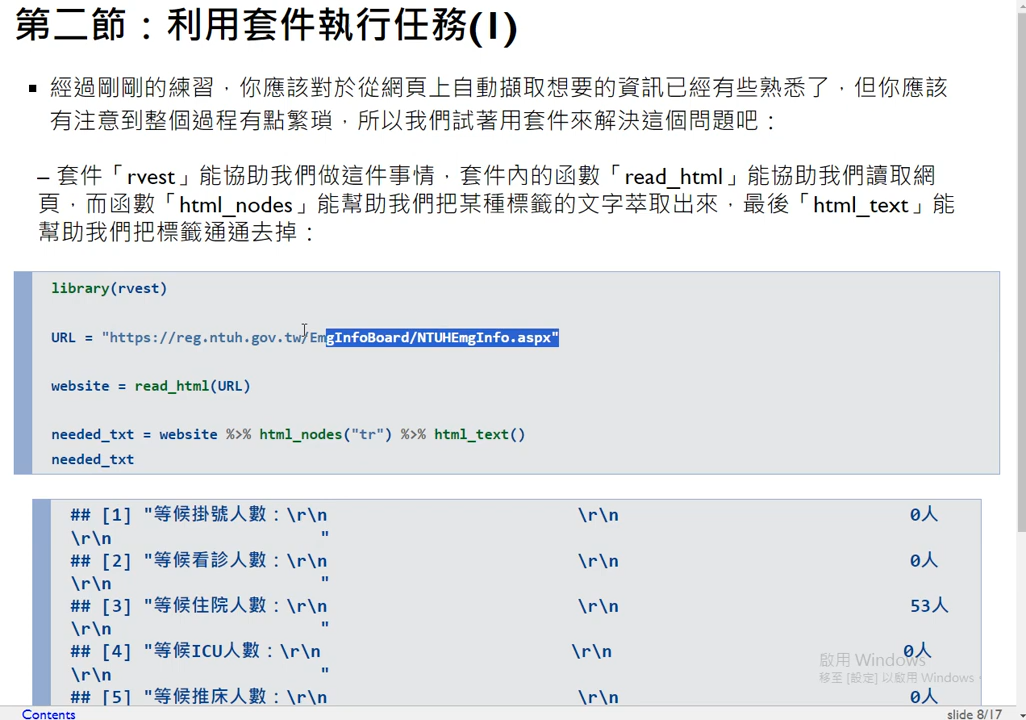 第二節：利用套件執行任務(1)
▪ 經過剛剛的練習，你應該對於從網頁上自動擷取想要的資訊已經有些熟悉了，但你應該
有注意到整個過程有點繁瑣，所以我們試著用套件來解決這個問題吧：
– 套件「rvest」能協助我們做這件事情，套件內的函數「read_html」能協助我們讀取網
頁，而函數「html_nodes」能幫助我們把某種標籤的文字萃取出來，最後「html_text」能
幫助我們把標籤通通去掉：
library(rvest)
URL = "https://reg.ntuh.gov.tw/EmgInfoBoard/NTUHEmgInfo.aspx"
website = read_html(URL)
needed_txt = website %>% html_nodes("tr") %>% html_text()
needed_txt
## [1] "等候掛號人數：\r\n \r\n 0人
\r\n "
## [2] "等候看診人數：\r\n \r\n 0人
\r\n "
## [3] "等候住院人數：\r\n \r\n 53人
\r\n "
## [4] "等候ICU人數：\r\n \r\n 0人
\r\n "
## [5] "等候推床人數：\r\n \r\n 0人
啟用 Windows
移至 [設定] 以啟用 Windows。
Contents
slide 8/17